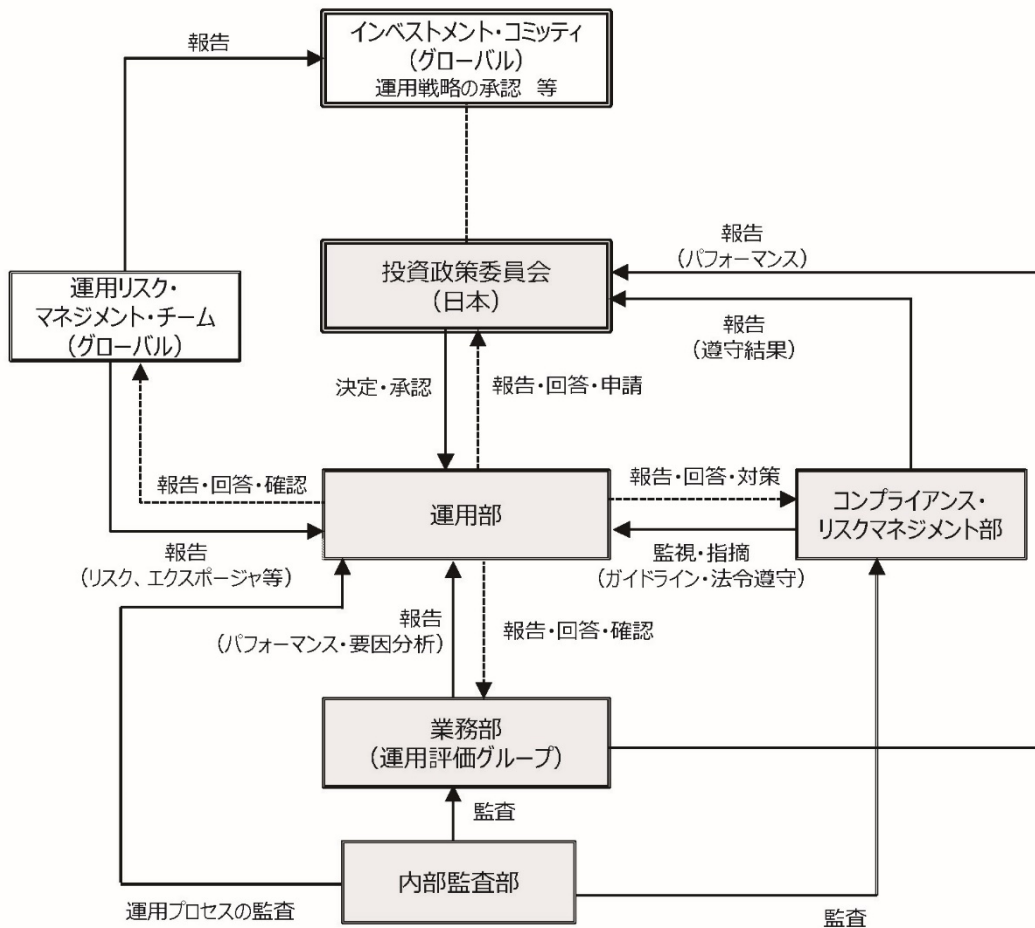 報告
インベストメント・コミッティ
(グローバル)
運用戦略の承認 等
報告
(パフォーマンス)
投資政策委員会
(日本)
運用リスク・
マネジメント・チーム
(グローバル)
報告
(遵守結果)
決定・承認
報告・回答・申請
報告・回答・確認
運用部
報告・回答・対策
コンプライアンス・
リスクマネジメント部
報告
(リスク、エクスポージャ等)
監視・指摘
(ガイドライン・法令遵守)
報告
(パフォーマンス・要因分析)
報告・回答・確認
業務部
(運用評価グループ)
監査
内部監査部
運用プロセスの監査
監査